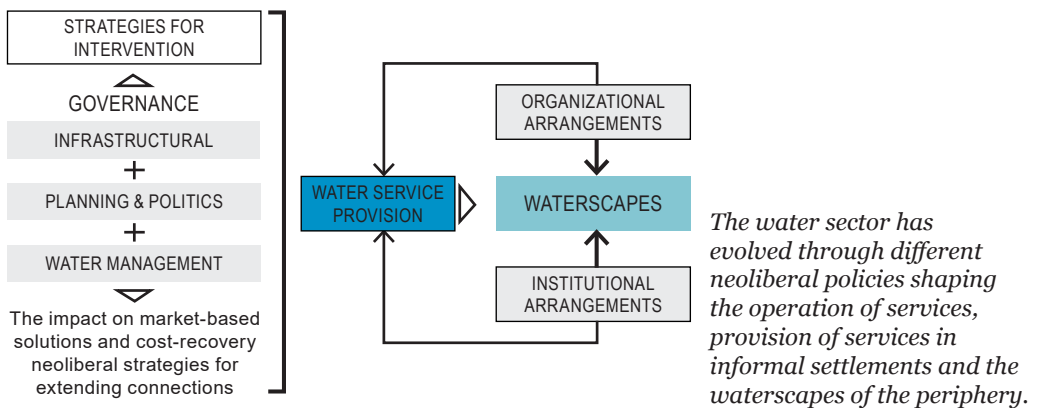 STRATEGIES FOR
INTERVENTION
GOVERNANCE
INFRASTRUCTURAL
+
PLANNING & POLITICS
+
WATER MANAGEMENT
The impact on market-based
solutions and cost-recovery
neoliberal strategies for
extending connections
WATER SERVICE
PROVISION
ORGANIZATIONAL
ARRANGEMENTS
WATERSCAPES
INSTITUTIONAL
ARRANGEMENTS
The water sector has
evolved through different
neoliberal policies shaping
the operation of services,
provision of services in
informal settlements and the
waterscapes of the periphery.